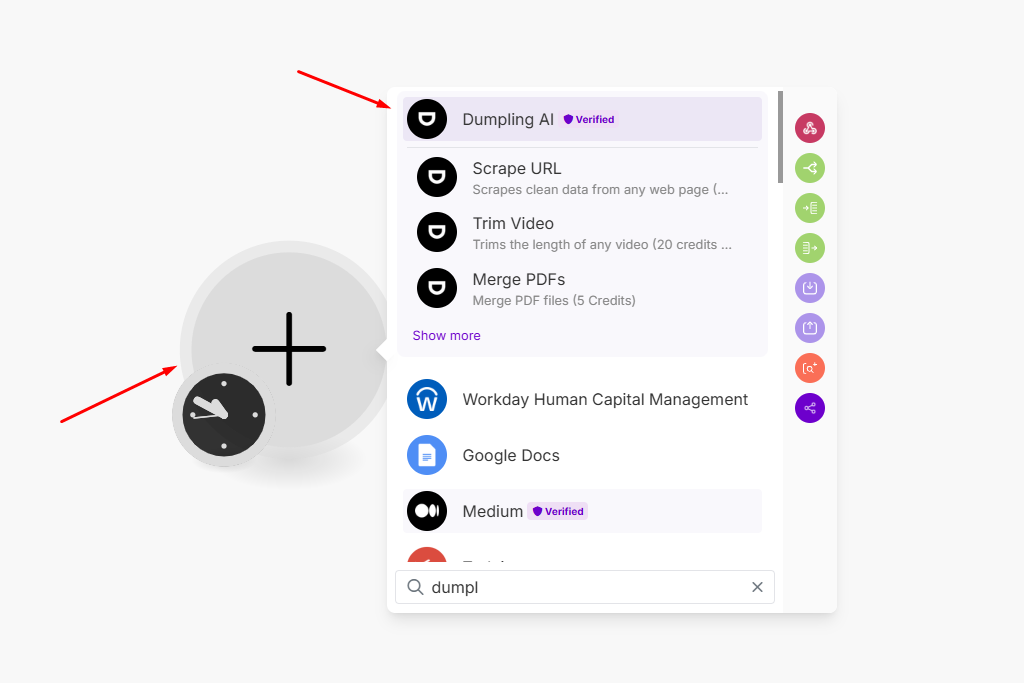 Dumpling AI Verified
Scrape URL
Scrapes clean data from any web page (...
Trim Video
Trims the length of any video (20 credits ...
Merge PDFs
Merge PDF files (5 Credits)
Show more
Workday Human Capital Management
Google Docs
Medium Verified
dumpl